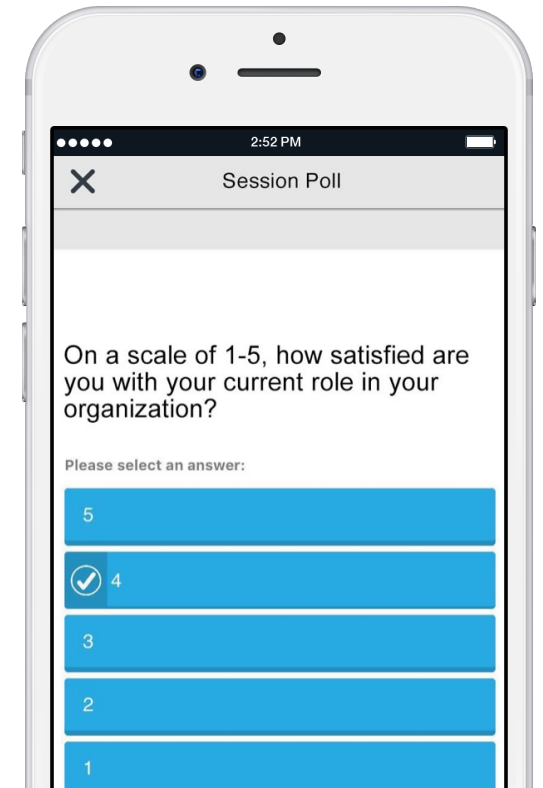 2:52 PM
Session Poll
On a scale of 1-5, how satisfied are
you with your current role in your
organization?
Please select an answer:
5
4
3
2
1